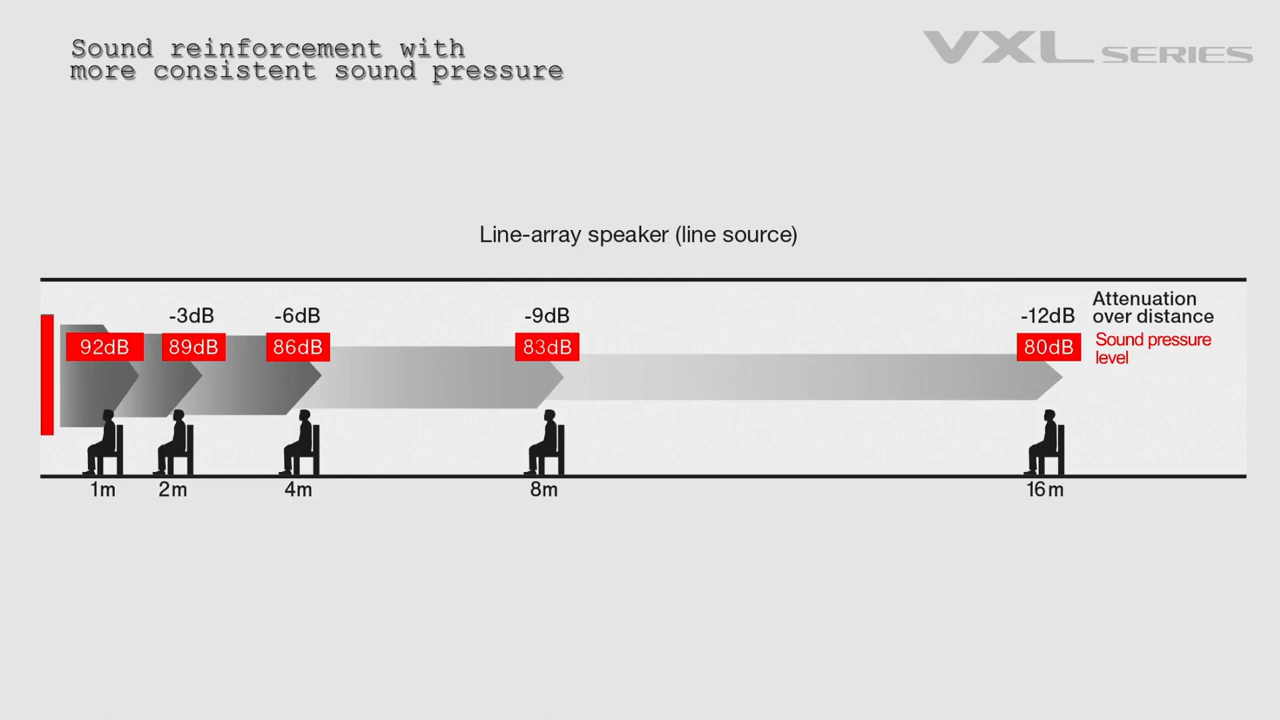 Sound reinforcement with
more consistent sound pressure
VXL SERIES
Line-array speaker (line source)
-3dB -6dB -9dB -12dB
Attenuation
over distance
92dB 89dB 86dB 83dB 80dB
Sound pressure
level
1m 2m 4m 8m 16m